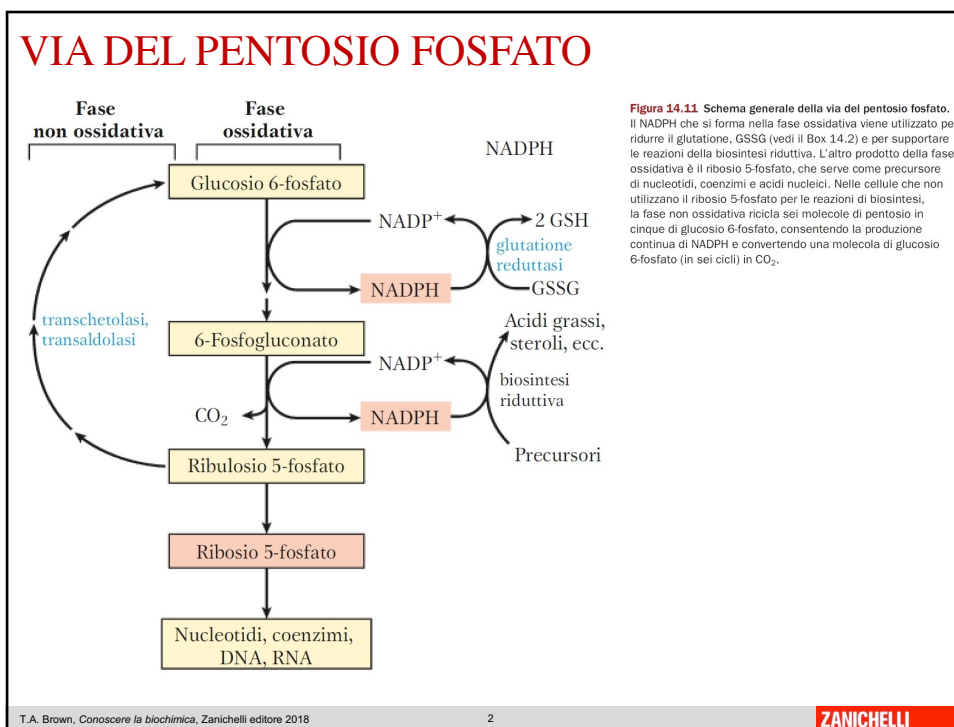 VIA DEL PENTOSIO FOSFATO
Fase
non ossidativa
Fase
ossidativa
NADPH
Glucosio 6-fosfato
NADP+
2 GSH
glutatione
reduttasi
NADPH
GSSG
transchetolasi,
transaldolasi
6-Fosfogluconato
Acidi grassi,
steroli, ecc.
NADP+
biosintesi
riduttiva
CO2
NADPH
Precursori
Ribulosio 5-fosfato
Ribosio 5-fosfato
Nucleotidi, coenzimi,
DNA, RNA
Figura 14.11 Schema generale della via del pentosio fosfato.
Il NADPH che si forma nella fase ossidativa viene utilizzato pe
ridurre il glutatione, GSSG (vedi il Box 14.2) e per supportare
le reazioni della biosintesi riduttiva. L'altro prodotto della fase
ossidativa è il ribosio 5-fosfato, che serve come precursore
di nucleotidi, coenzimi e acidi nucleici. Nelle cellule che non
utilizzano il ribosio 5-fosfato per le reazioni di biosintesi,
la fase non ossidativa ricicla sei molecole di pentosio in
cinque di glucosio 6-fosfato, consentendo la produzione
continua di NADPH e convertendo una molecola di glucosio
6-fosfato (in sei cicli) in CO2.
T.A. Brown, Conoscere la biochimica, Zanichelli editore 2018
2
ZANICHELLI